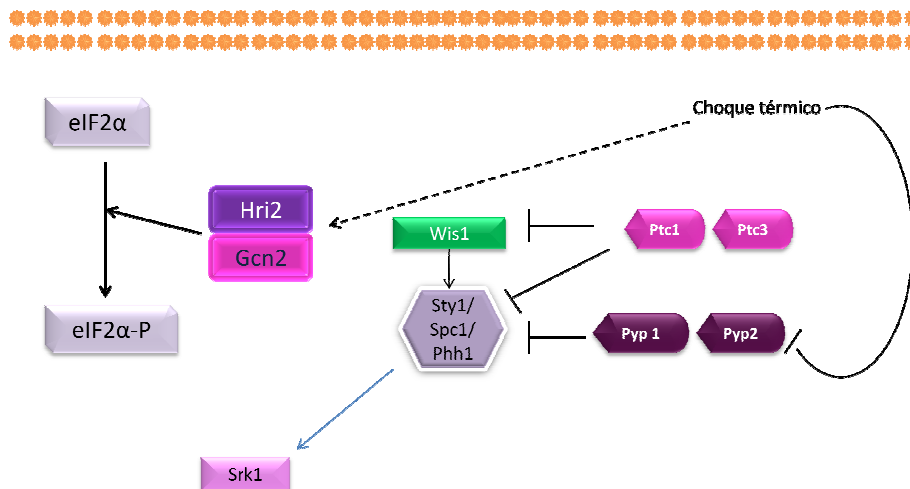 Choque térmico
eIF2α
Hri2
Gcn2
Wis1
Ptc1
Ptc3
Sty1/
Spc1/
Phh1
eIF2α-P
Pyp 1
Pyp2
Srk1